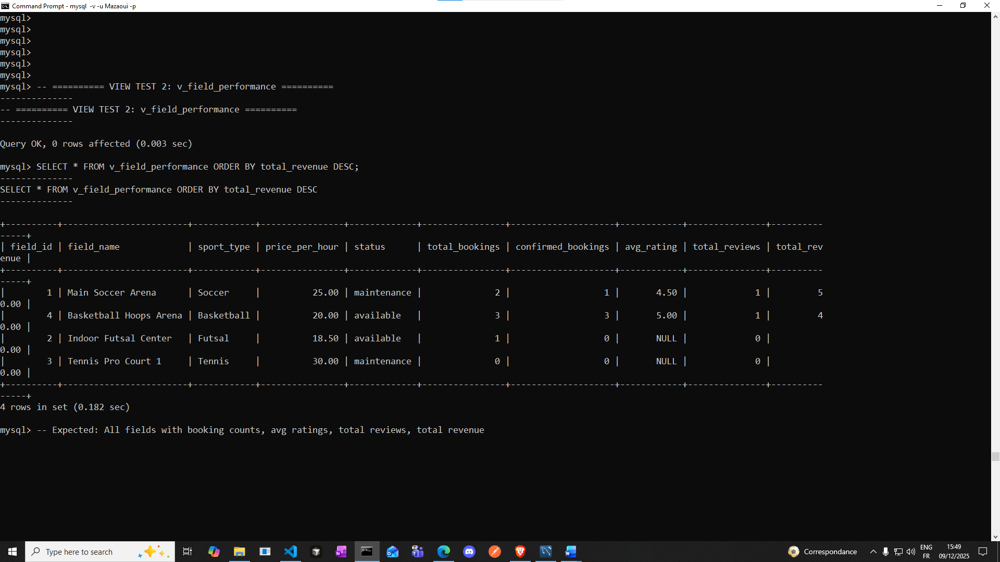 Command Prompt - mysql  -v -u Mazaoui -p
mysql>
mysql>
mysql>
mysql>
mysql>
mysql>
mysql> -- ========== VIEW TEST 2: v_field_performance ==========
--------------
-- ========== VIEW TEST 2: v_field_performance ==========
--------------
Query OK, 0 rows affected (0.003 sec)
mysql> SELECT * FROM v_field_performance ORDER BY total_revenue DESC;
--------------
SELECT * FROM v_field_performance ORDER BY total_revenue DESC
--------------
+----------+------------------------+------------+----------------+-------------+----------------+--------------------+------------+---------------+----------
-----+
| field_id | field_name             | sport_type | price_per_hour | status      | total_bookings | confirmed_bookings | avg_rating | total_reviews | total_rev
enue |
+----------+------------------------+------------+----------------+-------------+----------------+--------------------+------------+---------------+----------
-----+
|        1 | Main Soccer Arena      | Soccer     |          25.00 | maintenance |              2 |                  1 |       4.50 |             1 |         5
0.00 |
|        4 | Basketball Hoops Arena | Basketball |          20.00 | available   |              3 |                  3 |       5.00 |             1 |         4
0.00 |
|        2 | Indoor Futsal Center   | Futsal     |          18.50 | available   |              1 |                  0 |       NULL |             0 |
0.00 |
|        3 | Tennis Pro Court 1     | Tennis     |          30.00 | maintenance |              0 |                  0 |       NULL |             0 |
0.00 |
+----------+------------------------+------------+----------------+-------------+----------------+--------------------+------------+---------------+----------
-----+
4 rows in set (0.182 sec)
mysql> -- Expected: All fields with booking counts, avg ratings, total reviews, total revenue
Type here to search
Correspondance
ENG
FR
15:49
09/12/2025